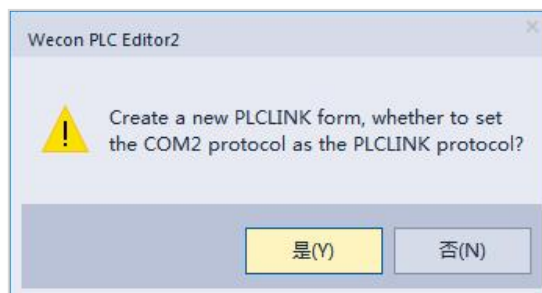 Wecon PLC Editor2
Create a new PLCLINK form, whether to set
the COM2 protocol as the PLCLINK protocol?
是(Y)
否(N)